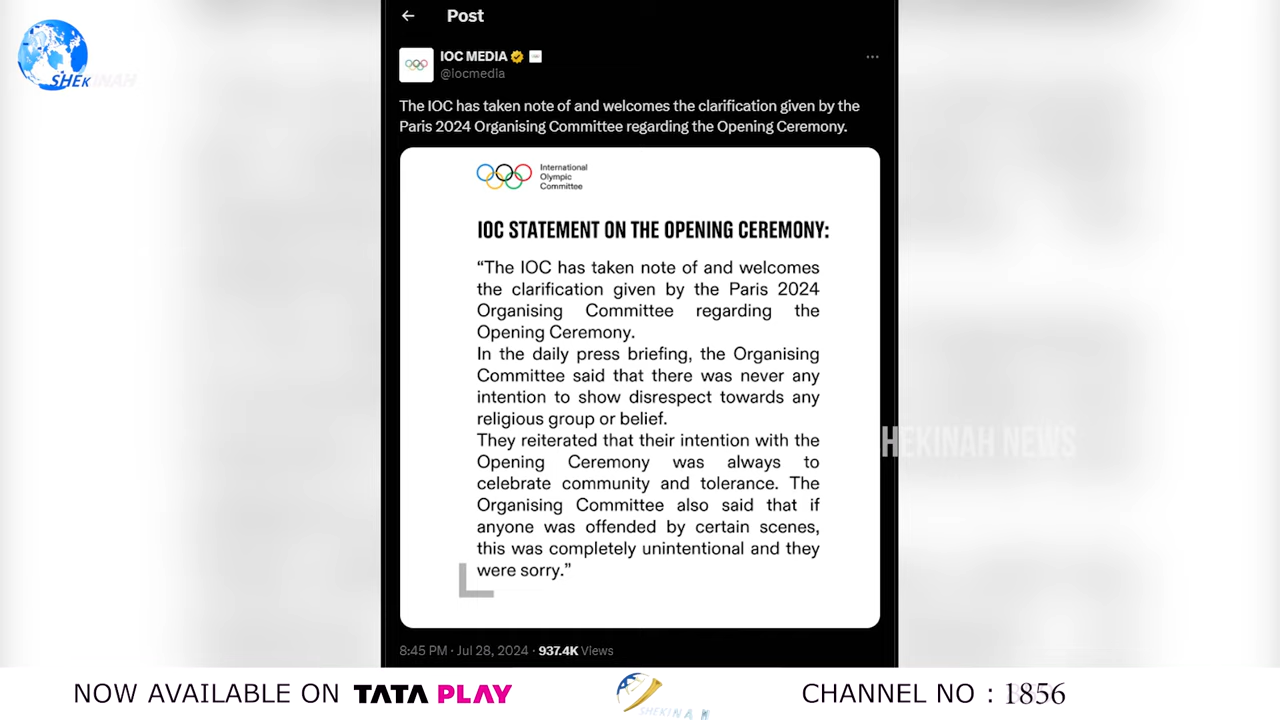 SHEKINAH
Post
IOC MEDIA
@iocmedia
The IOC has taken note of and welcomes the clarification given by the
Paris 2024 Organising Committee regarding the Opening Ceremony.
International
Olympic
Committee
IOC STATEMENT ON THE OPENING CEREMONY:
“The IOC has taken note of and welcomes
the clarification given by the Paris 2024
Organising Committee regarding the
Opening Ceremony.
In the daily press briefing, the Organising
Committee said that there was never any
intention to show disrespect towards any
religious group or belief.
They reiterated that their intention with the
Opening Ceremony was always to
celebrate community and tolerance. The
Organising Committee also said that if
anyone was offended by certain scenes,
this was completely unintentional and they
were sorry.”
HEKINAH NEWS
8:45 PM · Jul 28, 2024 · 937.4K Views
NOW AVAILABLE ON TATA PLAY
SHEKINAH
CHANNEL NO : 1856